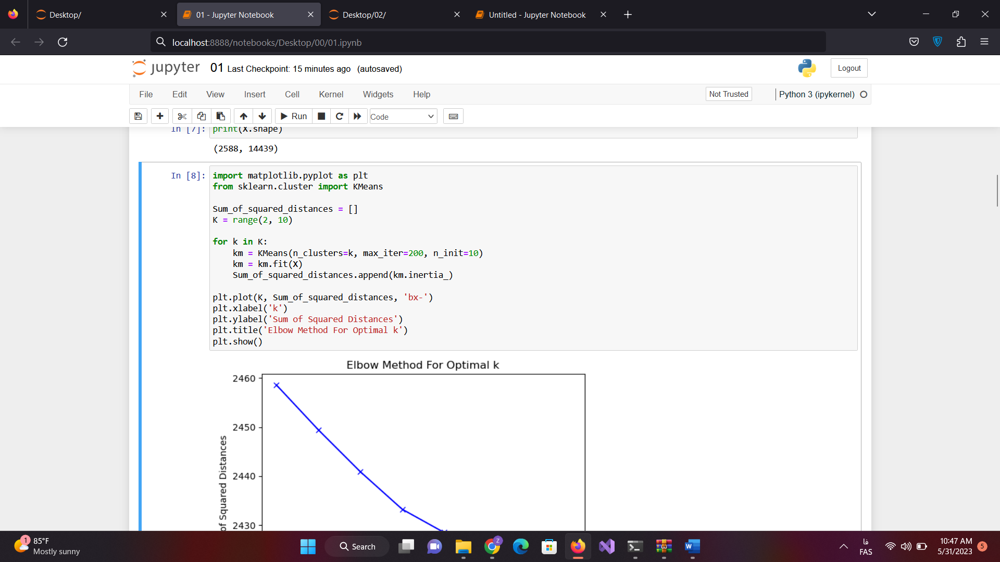 Desktop/
01 - Jupyter Notebook
Desktop/02/
Untitled - Jupyter Notebook
localhost:8888/notebooks/Desktop/00/01.ipynb
jupyter 01 Last Checkpoint: 15 minutes ago (autosaved)
Logout
File Edit View Insert Cell Kernel Widgets Help
Not Trusted
Python 3 (ipykernel)
Run
Code
In [7]: print(X.shape)
(2588, 14439)
In [8]: import matplotlib.pyplot as plt
from sklearn.cluster import KMeans
Sum_of_squared_distances = []
K = range(2, 10)
for k in K:
    km = KMeans(n_clusters=k, max_iter=200, n_init=10)
    km = km.fit(X)
    Sum_of_squared_distances.append(km.inertia_)
plt.plot(K, Sum_of_squared_distances, 'bx-')
plt.xlabel('k')
plt.ylabel('Sum of Squared Distances')
plt.title('Elbow Method For Optimal k')
plt.show()
Elbow Method For Optimal k
2460
2450
2440
2430
of Squared Distances
1
85°F
Mostly sunny
Search
Z
W
فا
FAS
10:47 AM
5/31/2023
5